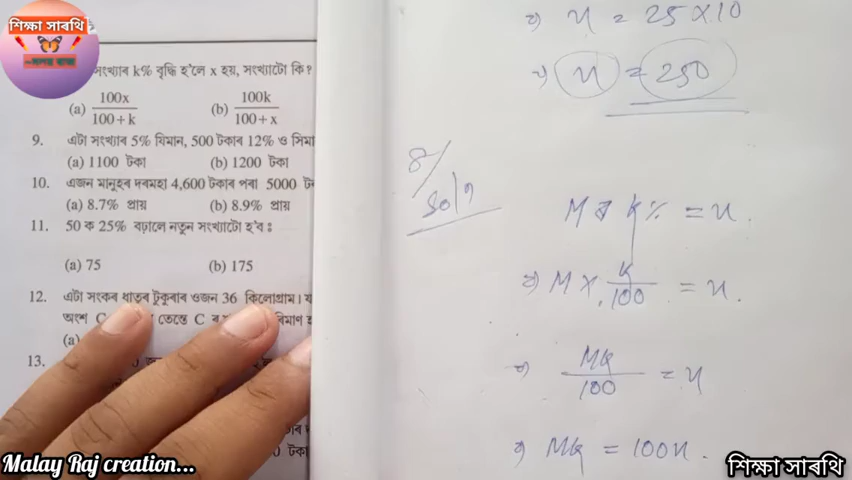 শিক্ষা সাৰথি
সংখ্যাৰ k% বৃদ্ধি হ'লে x হয়, সংখ্যাটো কি?
(a) 100x / 100 + k (b) 100k / 100 + x
9. এটা সংখ্যাৰ 5% যিমান, 500 টকাৰ 12% ও সিমা
(a) 1100 টকা (b) 1200 টকা
10. এজন মানুহৰ দৰমহা 4,600 টকাৰ পৰা 5000
(a) 8.7% প্ৰায় (b) 8.9% প্ৰায়
11. 50 ক 25% বঢ়ালে নতুন সংখ্যাটো হ'ব :
(a) 75 (b) 175
12. এটা সংকৰ ধাতুৰ টুকুৰাৰ ওজন 36 কিলোগ্ৰাম। য
অংশ C তেন্তে C ৰ
(a)
13.
⇒ x = 25 × 10
⇒ x = 250
8/
Sol^n
M ৰ k% = x.
⇒ M × k/100 = x.
⇒ Mk/100 = x
⇒ Mk = 100x.
Malay Raj creation...
শিক্ষা সাৰথি